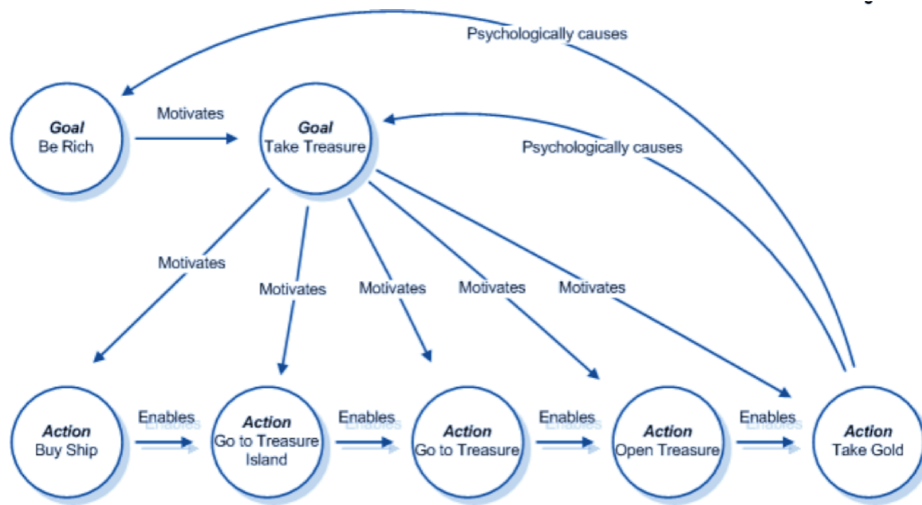 Psychologically causes
Goal
Be Rich
Motivates
Goal
Take Treasure
Psychologically causes
Motivates
Motivates
Motivates
Motivates
Motivates
Action
Buy Ship
Enables
Action
Go to Treasure
Island
Enables
Action
Go to Treasure
Enables
Action
Open Treasure
Enables
Action
Take Gold